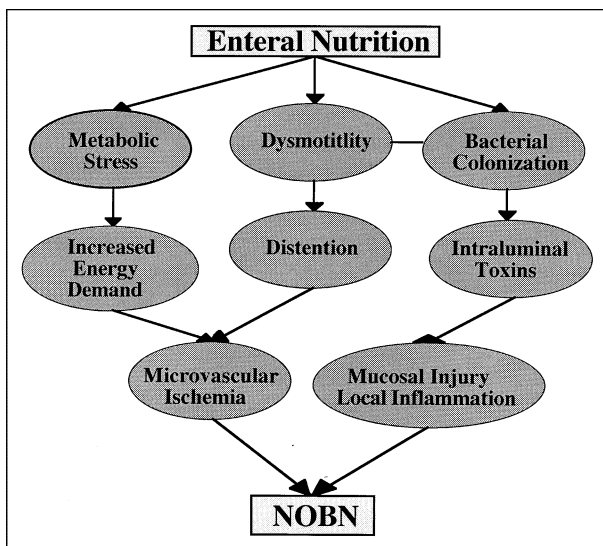 Enteral Nutrition
Metabolic
Stress
Dysmotitlity
Bacterial
Colonization
Increased
Energy
Demand
Distention
Intraluminal
Toxins
Microvascular
Ischemia
Mucosal Injury
Local Inflammation
NOBN